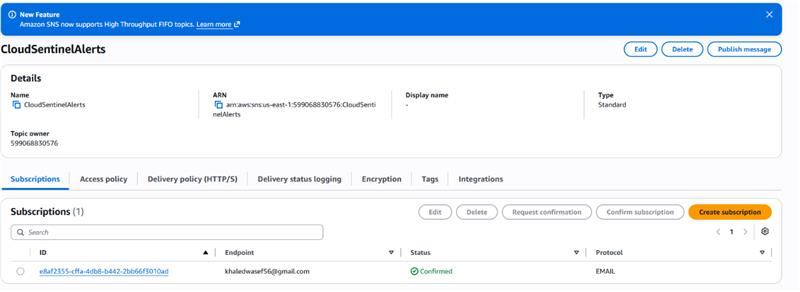 New Feature
Amazon SNS now supports High Throughput FIFO topics. Learn more
CloudSentinelAlerts
Edit
Delete
Publish message
Details
Name
CloudSentinelAlerts
ARN
arn:aws:sns:us-east-1:599068830576:CloudSenti
nelAlerts
Display name
-
Type
Standard
Topic owner
599068830576
Subscriptions
Access policy
Delivery policy (HTTP/S)
Delivery status logging
Encryption
Tags
Integrations
Subscriptions (1)
Edit
Delete
Request confirmation
Confirm subscription
Create subscription
Search
1
ID
Endpoint
Status
Protocol
e8af2355-cffa-4db8-b442-2bb66f3010ad
khaledwasef56@gmail.com
Confirmed
EMAIL